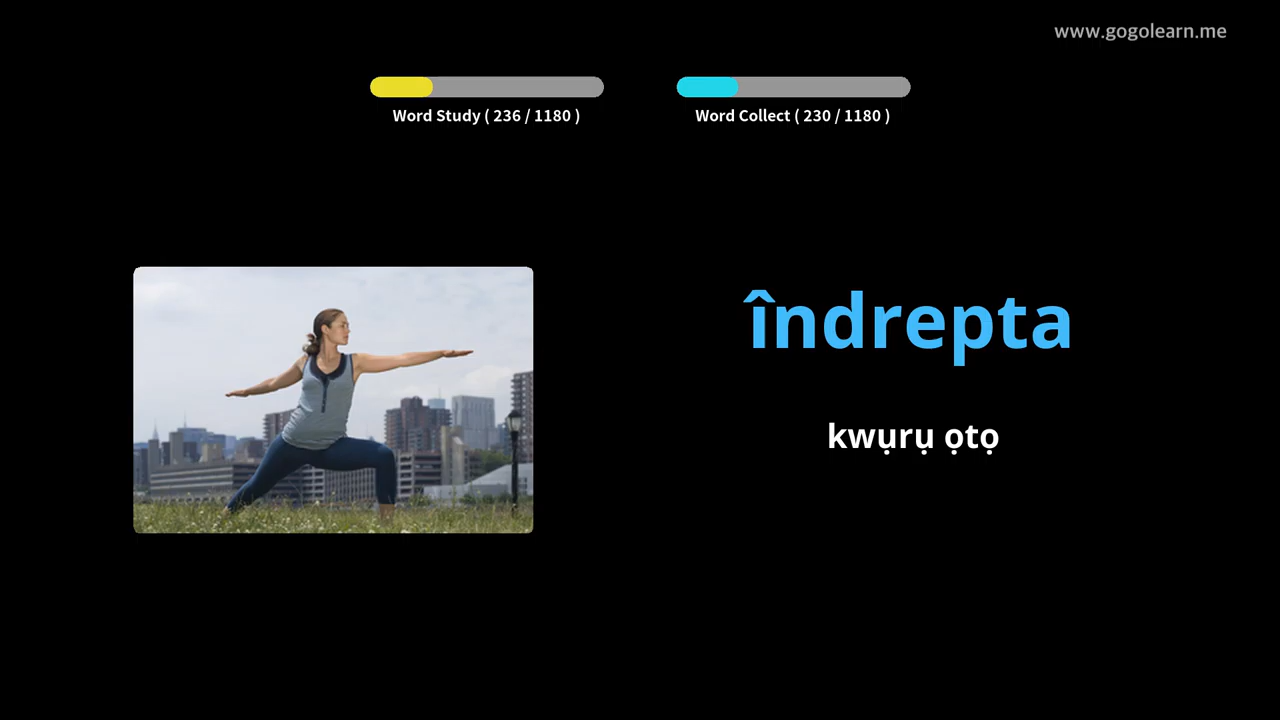 www.gogolearn.me
Word Study ( 236 / 1180 )
Word Collect ( 230 / 1180 )
îndrepta
kwụrụ ọtọ